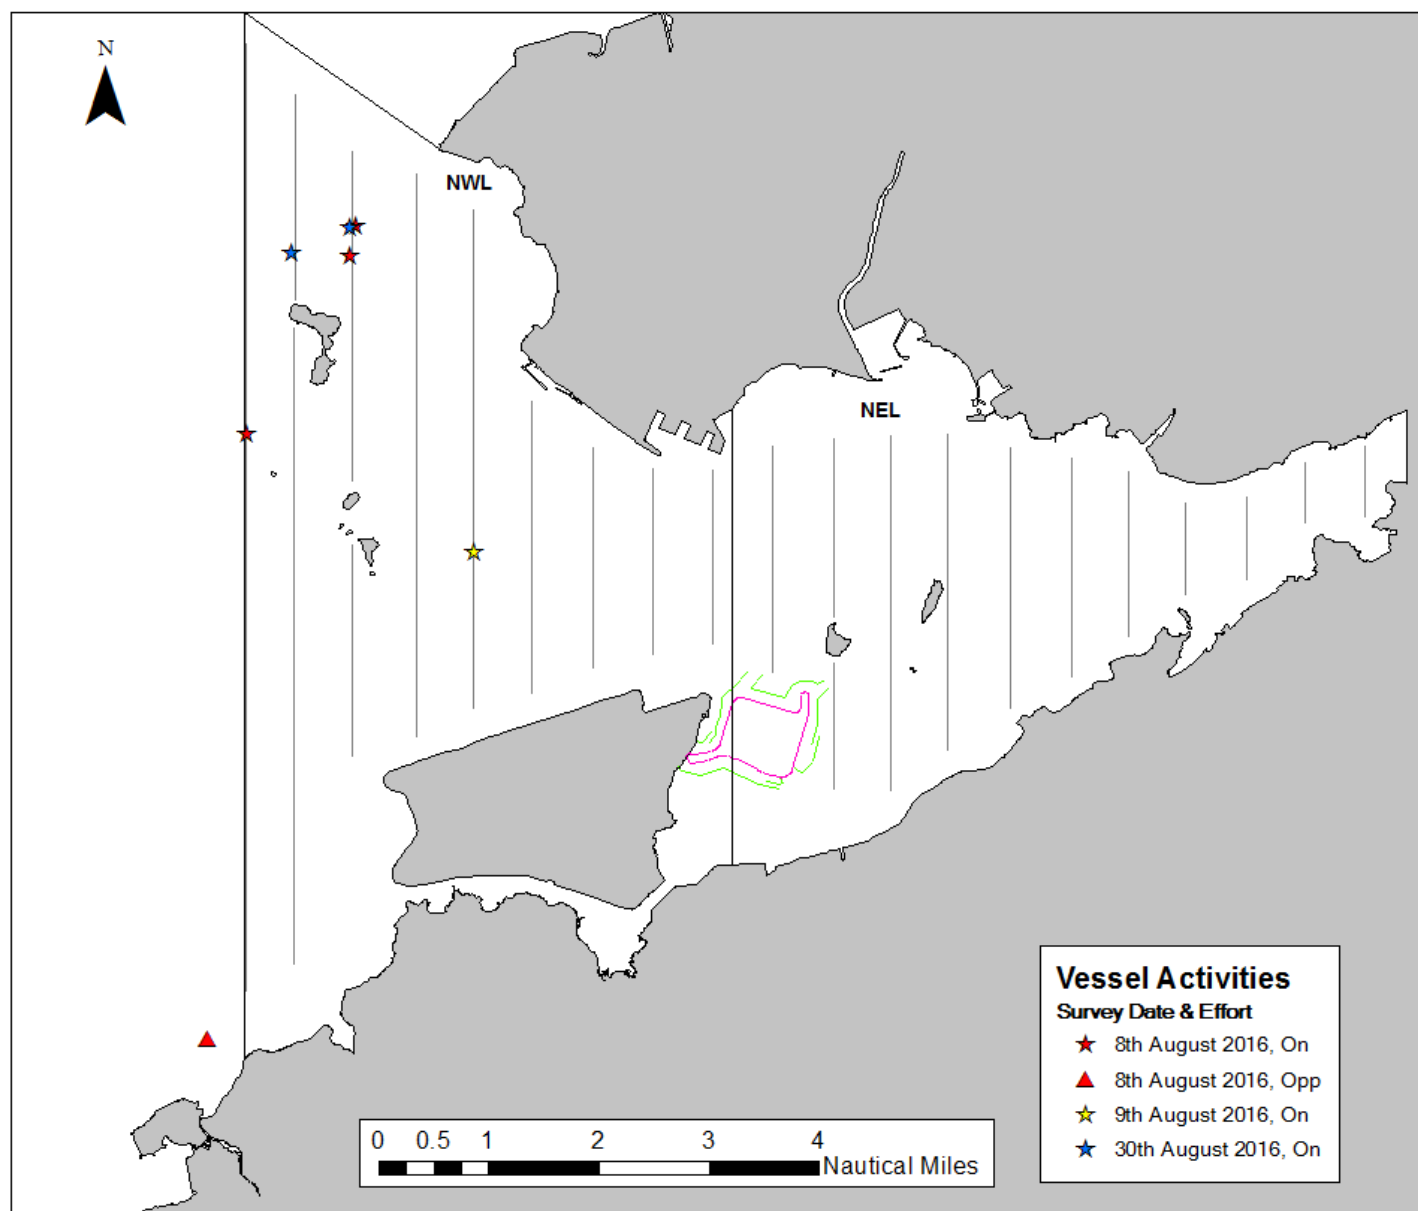 N
NWL
NEL
Vessel Activities
Survey Date & Effort
8th August 2016, On
8th August 2016, Opp
9th August 2016, On
30th August 2016, On
0 0.5 1 2 3 4
Nautical Miles